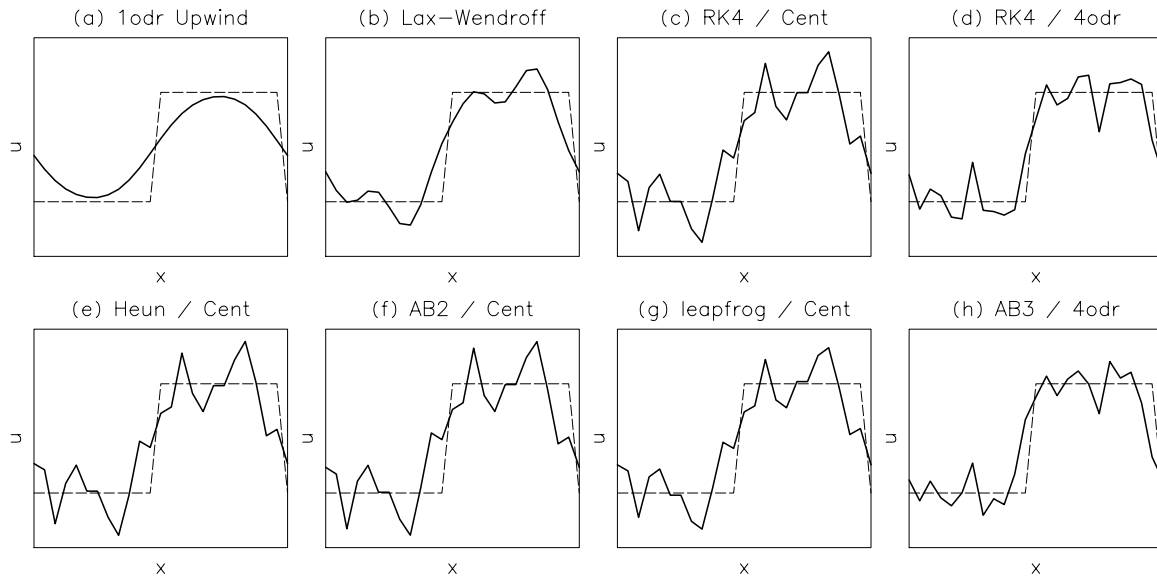 (a) 1odr Upwind
(b) Lax-Wendroff
(c) RK4 / Cent
(d) RK4 / 4odr
u
u
u
u
x
x
x
x
(e) Heun / Cent
(f) AB2 / Cent
(g) leapfrog / Cent
(h) AB3 / 4odr
u
u
u
u
x
x
x
x